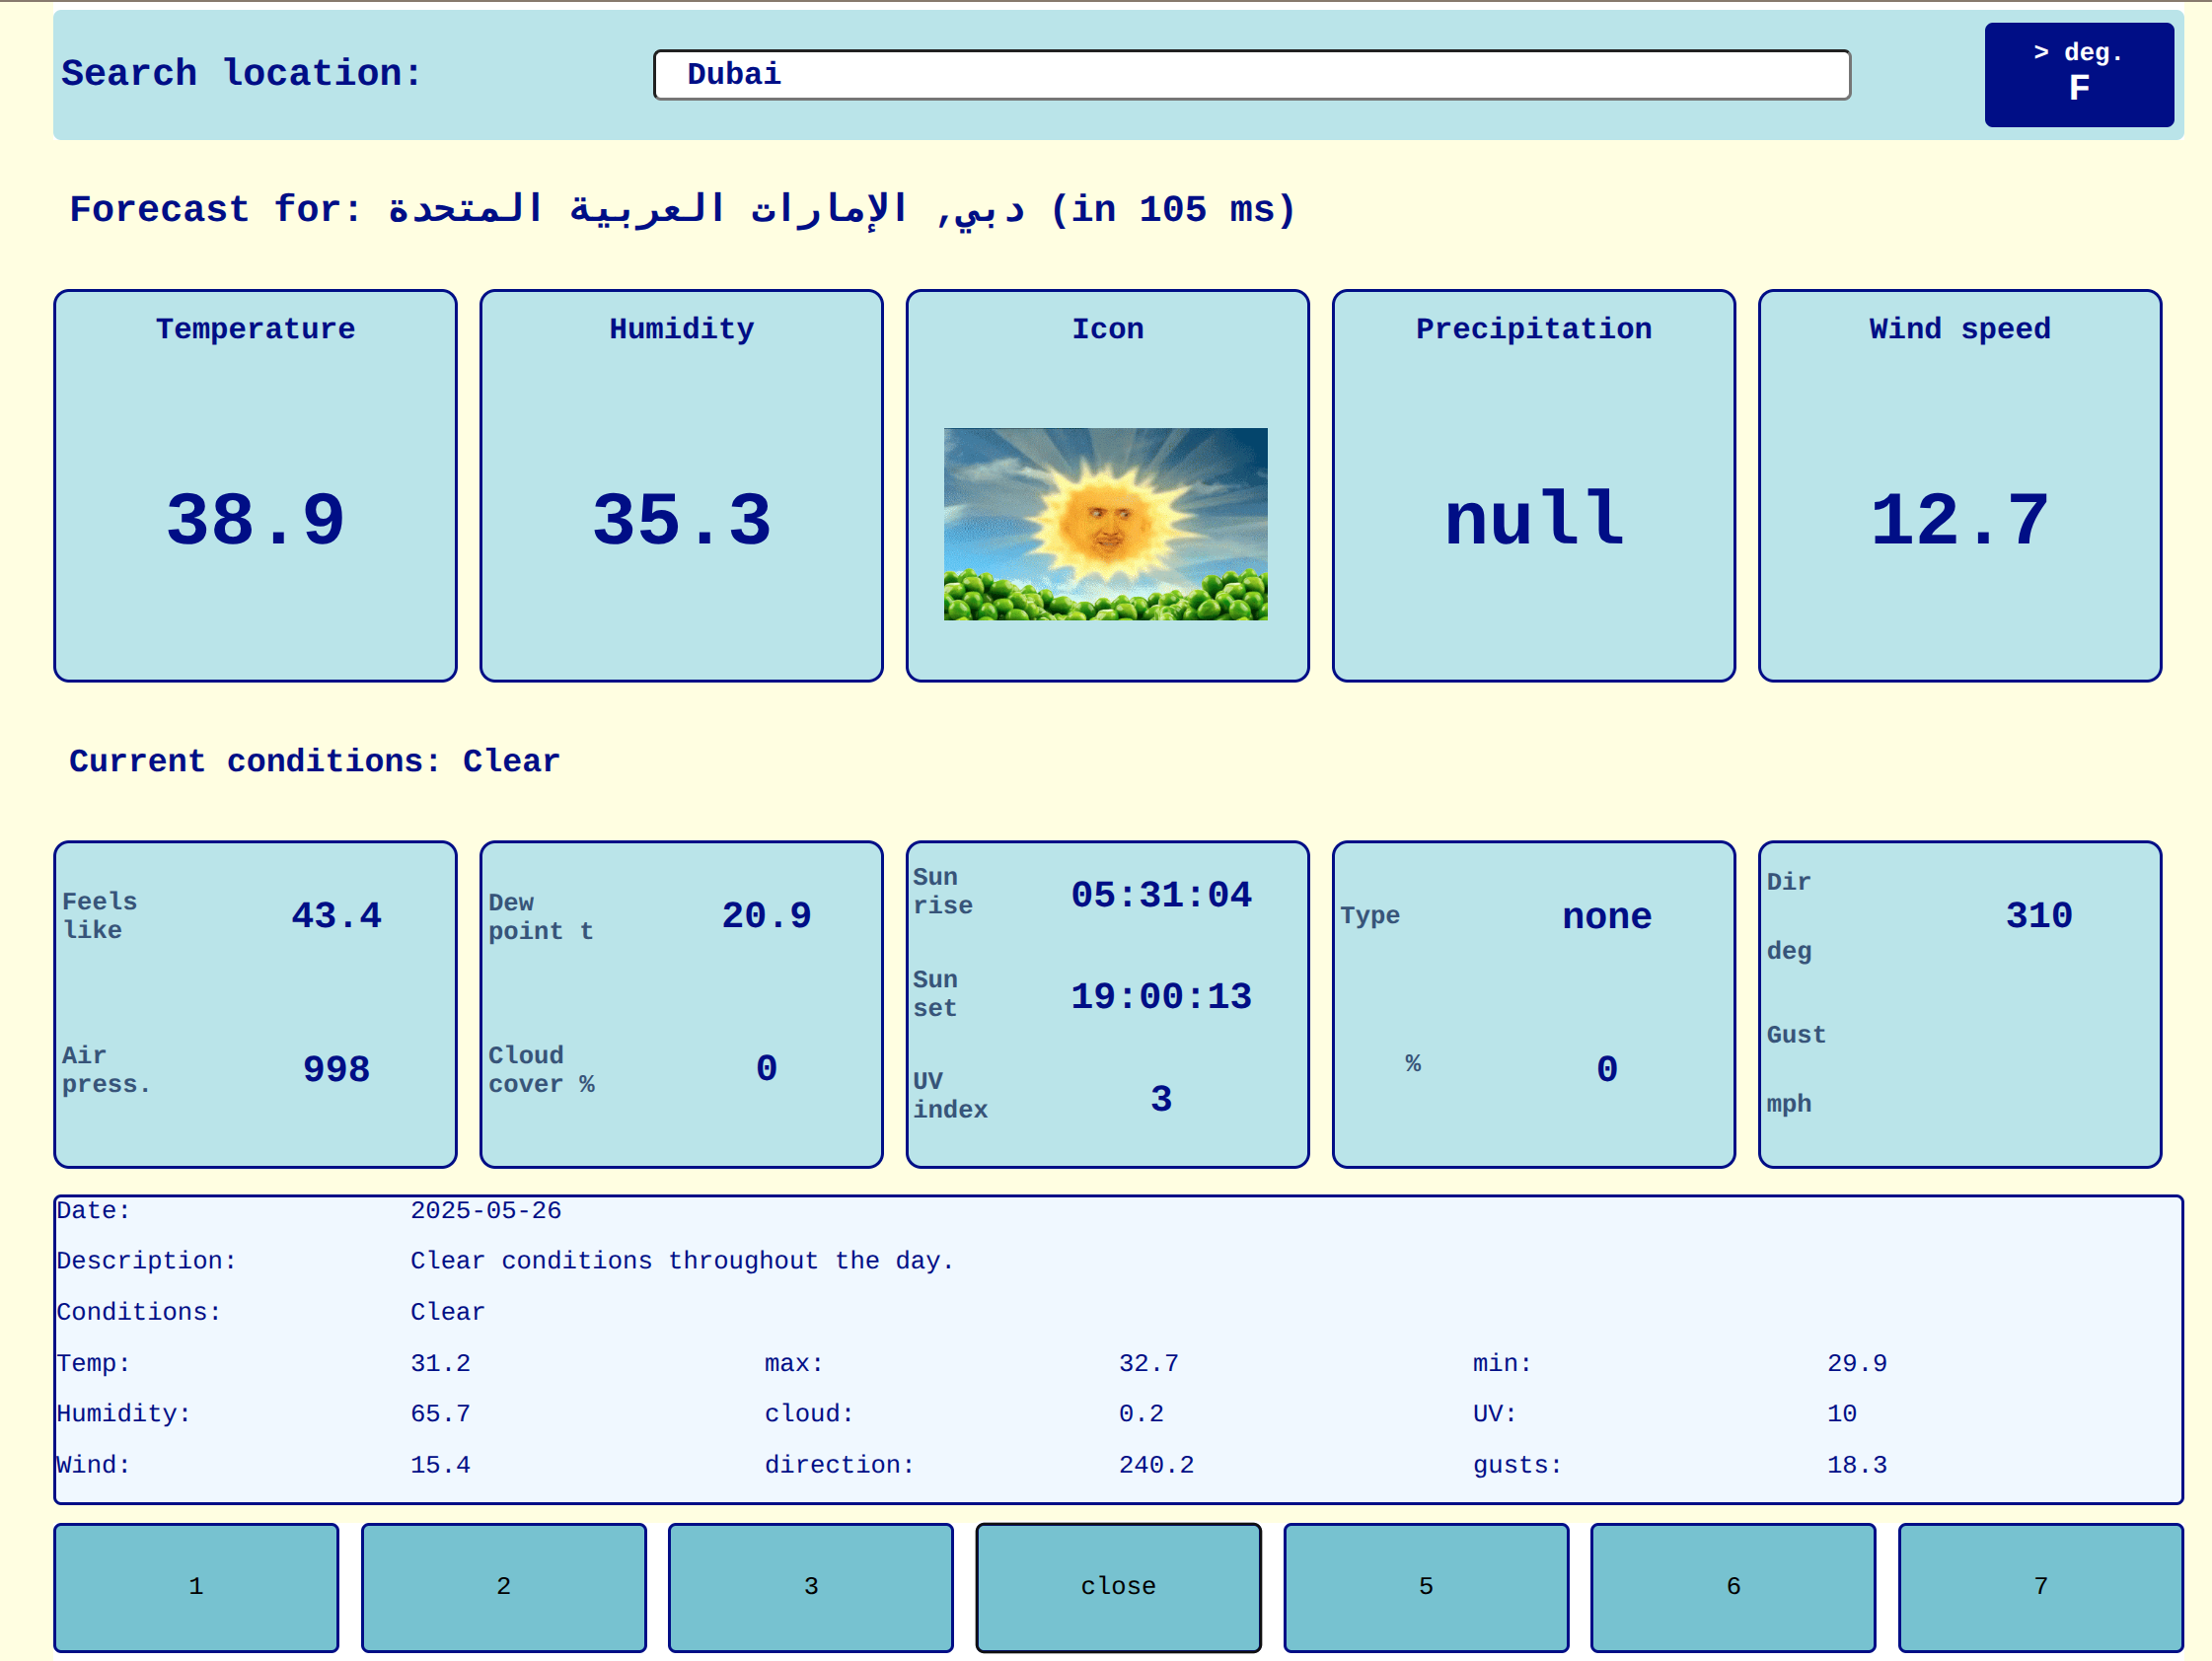 Search location:
Dubai
> deg.
F
Forecast for: دبي, الإمارات العربية المتحدة (in 105 ms)
Temperature
38.9
Humidity
35.3
Icon
Precipitation
null
Wind speed
12.7
Current conditions: Clear
Feels
like
43.4
Air
press.
998
Dew
point t
20.9
Cloud
cover %
0
Sun
rise
05:31:04
Sun
set
19:00:13
UV
index
3
Type
none
%
0
Dir
deg
310
Gust
mph
Date: 2025-05-26
Description: Clear conditions throughout the day.
Conditions: Clear
Temp: 31.2 max: 32.7 min: 29.9
Humidity: 65.7 cloud: 0.2 UV: 10
Wind: 15.4 direction: 240.2 gusts: 18.3
1 2 3 close 5 6 7